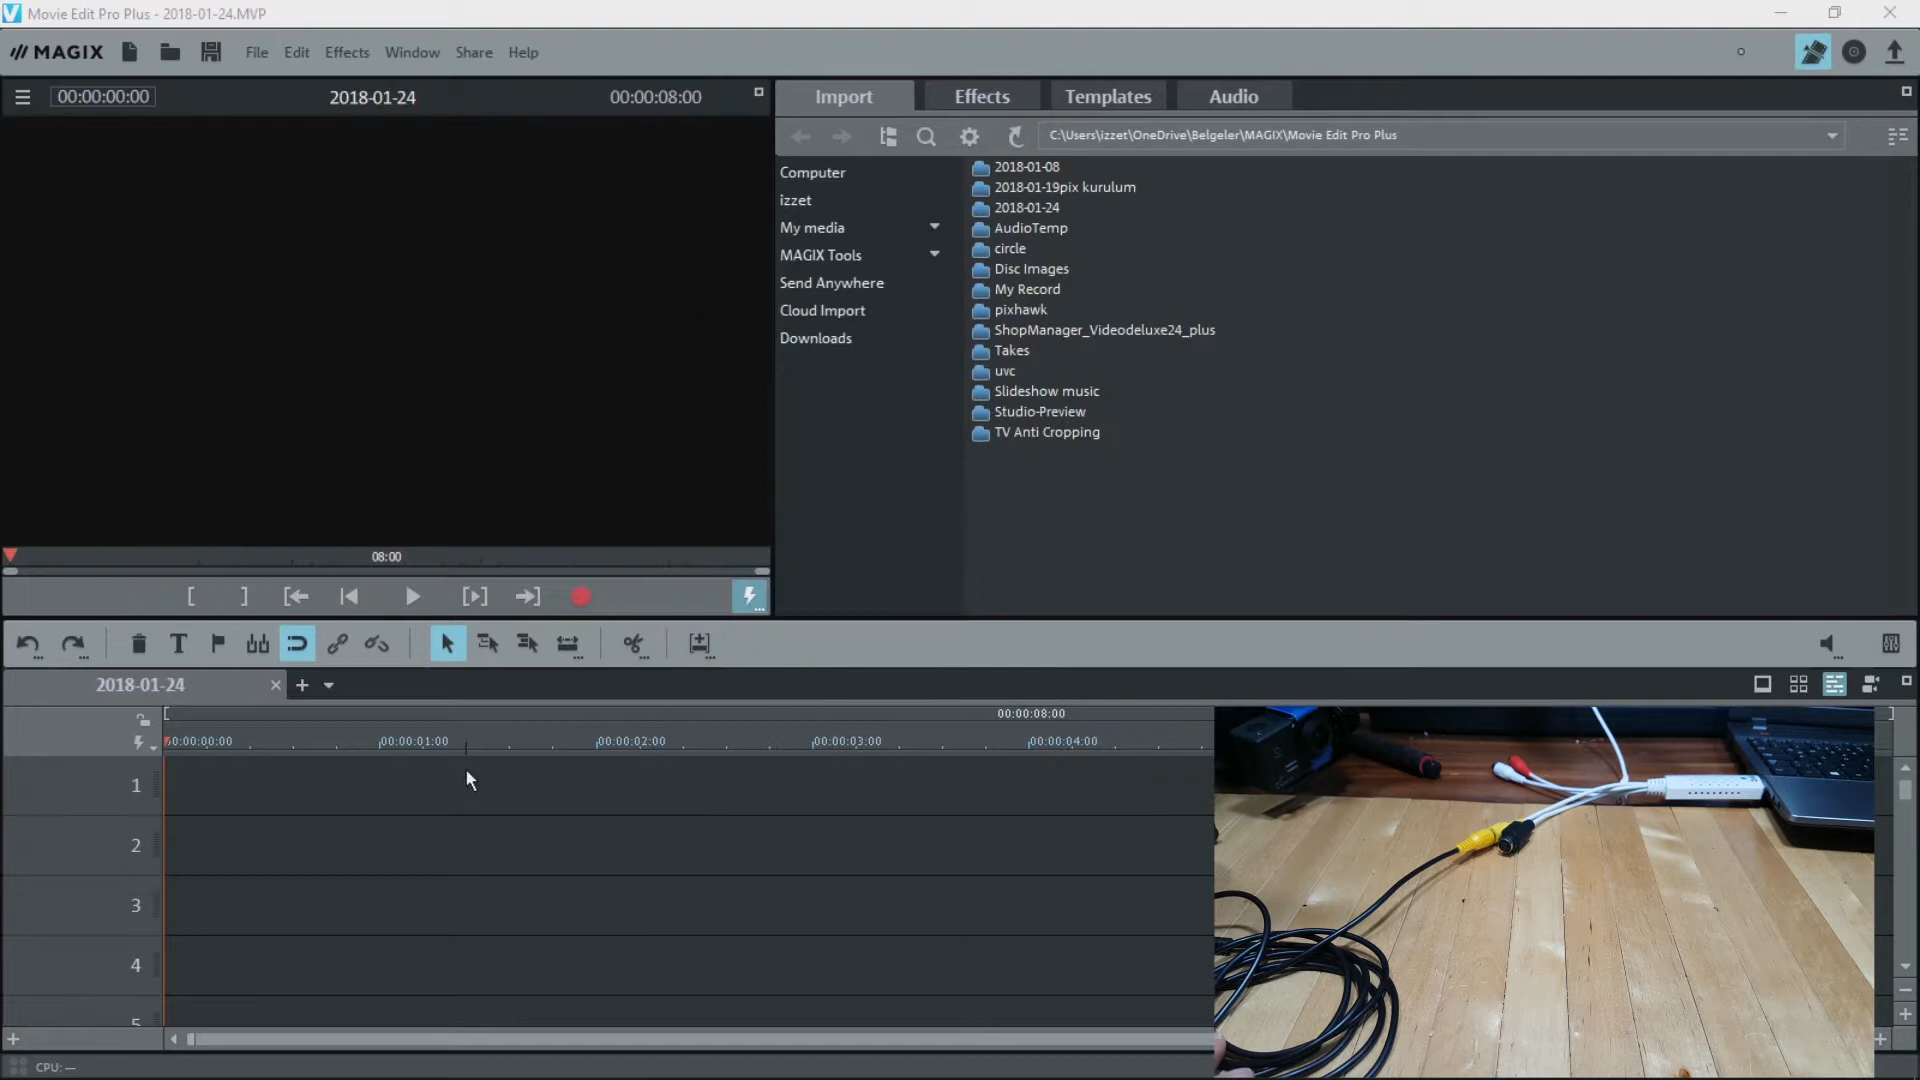 Movie Edit Pro Plus - 2018-01-24.MVP
MAGIX File Edit Effects Window Share Help
00:00:00:00 2018-01-24 00:00:08:00
Import Effects Templates Audio
C:\Users\izzet\OneDrive\Belgeler\MAGIX\Movie Edit Pro Plus
Computer
izzet
My media
MAGIX Tools
Send Anywhere
Cloud Import
Downloads
2018-01-08
2018-01-19pix kurulum
2018-01-24
AudioTemp
circle
Disc Images
My Record
pixhawk
ShopManager_Videodeluxe24_plus
Takes
uvc
Slideshow music
Studio-Preview
TV Anti Cropping
08:00
2018-01-24
00:00:08:00
00:00:00:00 00:00:01:00 00:00:02:00 00:00:03:00 00:00:04:00
1
2
3
4
5
CPU: —